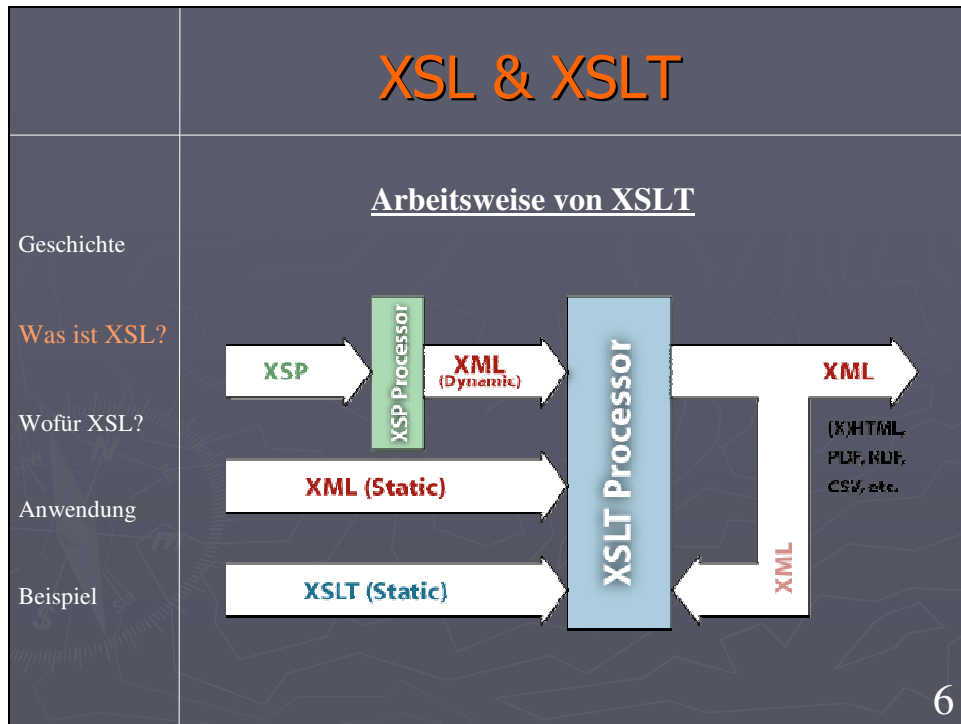 XSL & XSLT
Arbeitsweise von XSLT
Geschichte
Was ist XSL?
Wofür XSL?
Anwendung
Beispiel
XSP
XSP Processor
XML
(Dynamic)
XML (Static)
XSLT (Static)
XSLT Processor
XML
(X)HTML,
PDF, RDF,
CSV, etc.
XML
N
S
E
6